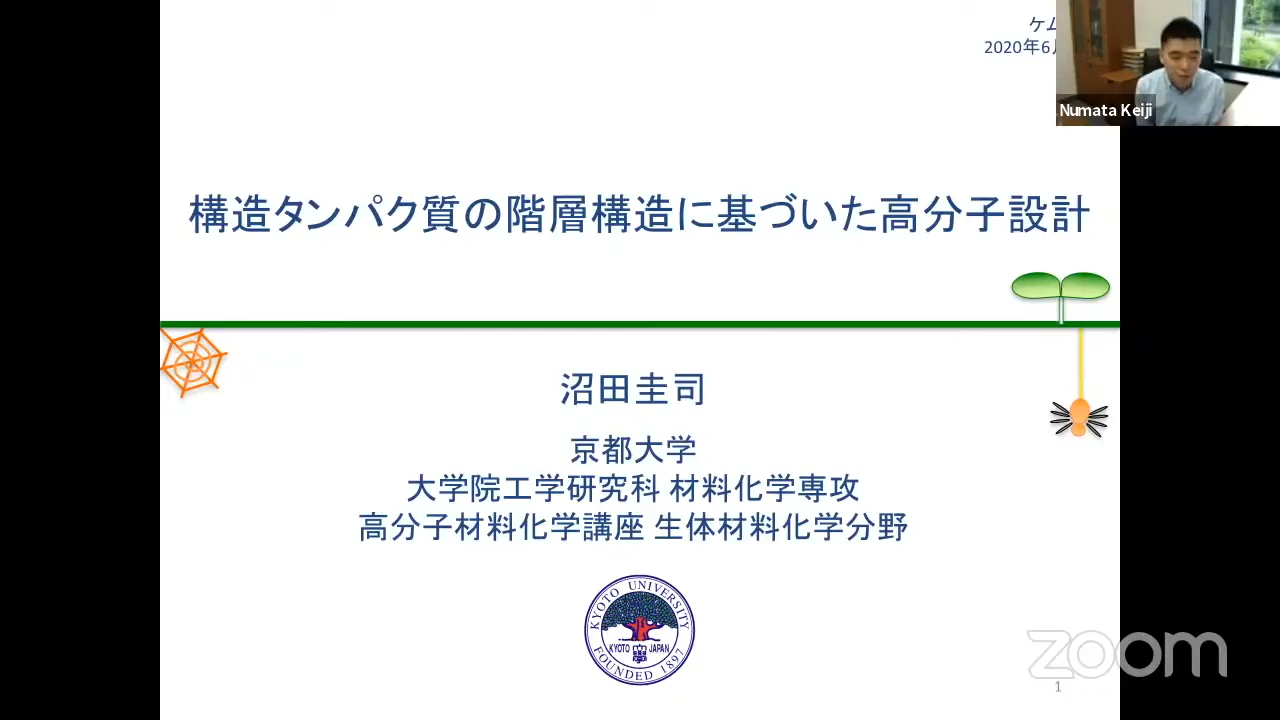 ケム
2020年6月
Numata Keiji
構造タンパク質の階層構造に基づいた高分子設計
沼田圭司
京都大学
大学院工学研究科 材料化学専攻
高分子材料化学講座 生体材料化学分野
KYOTO UNIVERSITY
KYOTO JAPAN
FOUNDED 1897
zoom
1